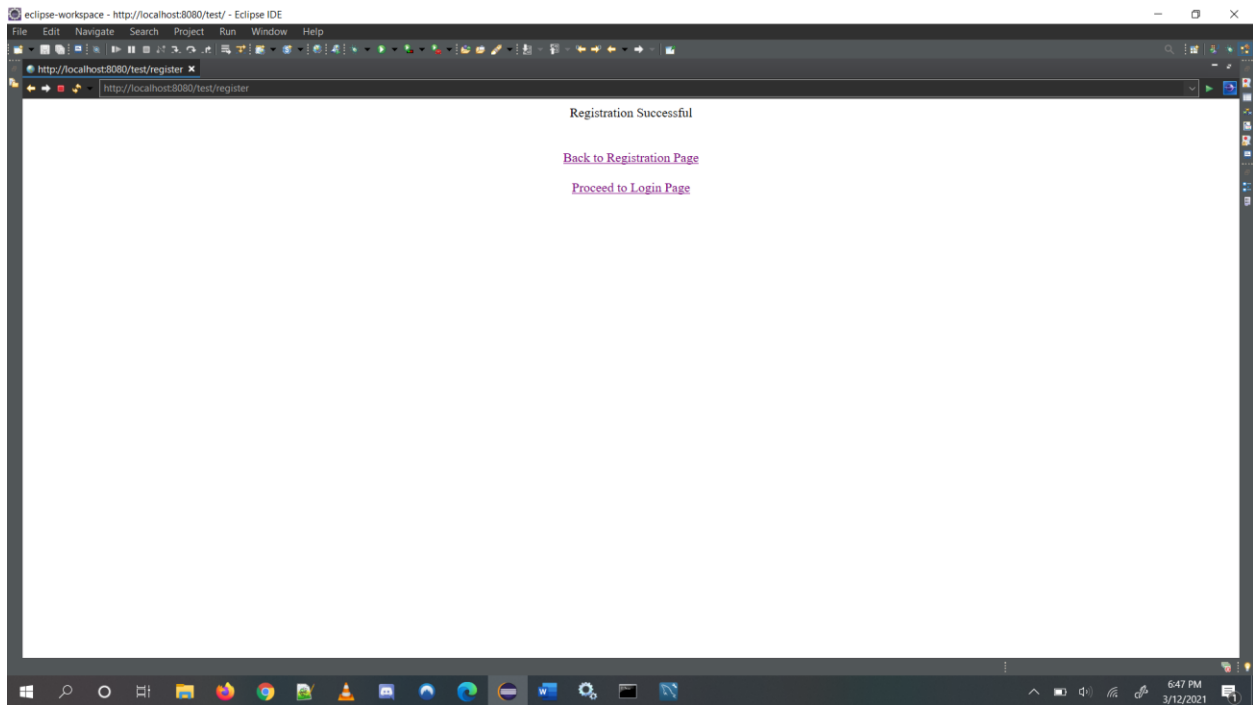 eclipse-workspace - http://localhost:8080/test/ - Eclipse IDE
File Edit Navigate Search Project Run Window Help
http://localhost:8080/test/register
http://localhost:8080/test/register
Registration Successful
Back to Registration Page
Proceed to Login Page
6:47 PM
3/12/2021